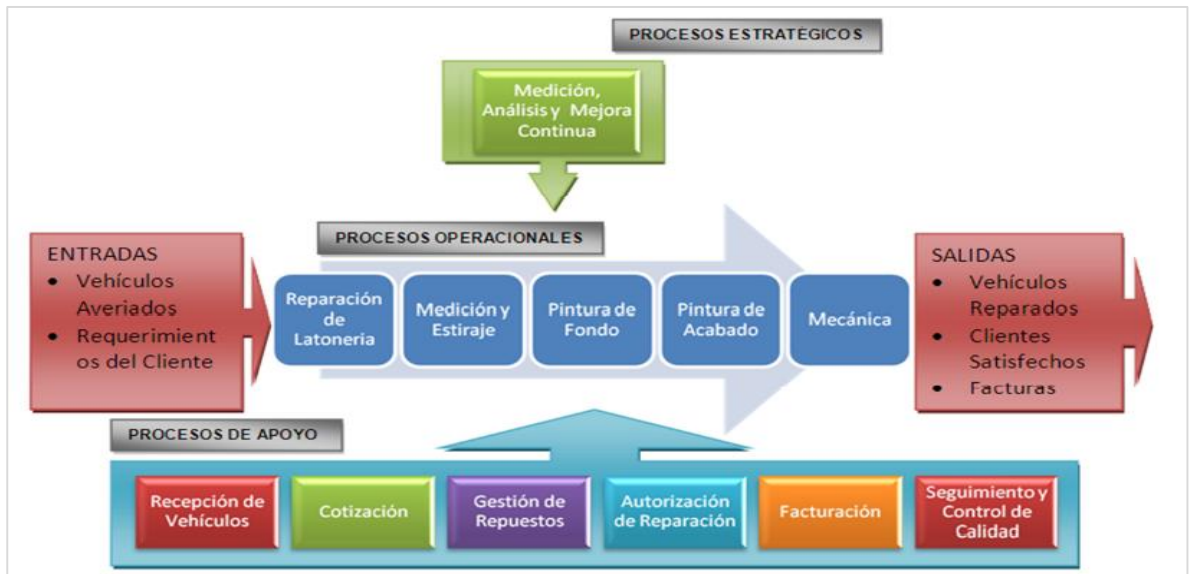 PROCESOS ESTRATÉGICOS
Medición,
Análisis y Mejora
Continua
PROCESOS OPERACIONALES
ENTRADAS
• Vehículos
Averiados
• Requerimient
os del Cliente
Reparación
de
Latoneria
Medición y
Estiraje
Pintura de
Fondo
Pintura de
Acabado
Mecánica
SALIDAS
• Vehículos
Reparados
• Clientes
Satisfechos
• Facturas
PROCESOS DE APOYO
Recepción de
Vehículos
Cotización
Gestión de
Repuestos
Autorización
de Reparación
Facturación
Seguimiento y
Control de
Calidad